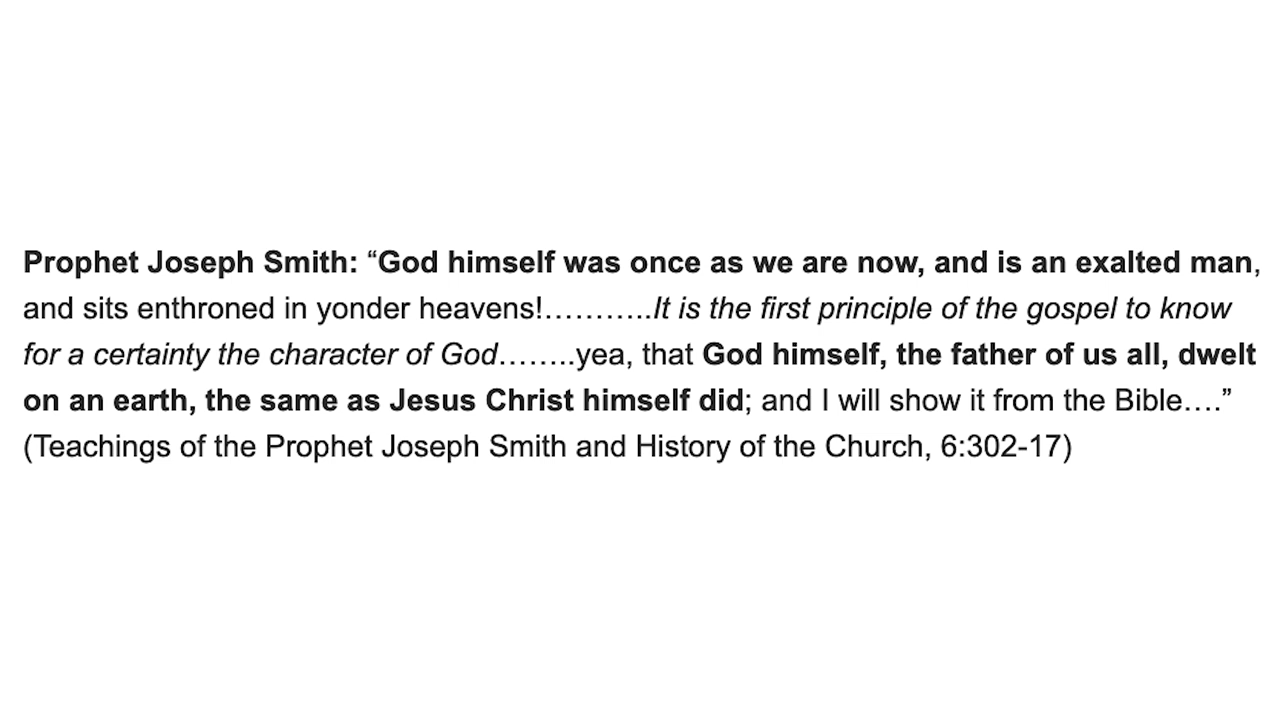 Prophet Joseph Smith: “God himself was once as we are now, and is an exalted man,
and sits enthroned in yonder heavens!………..It is the first principle of the gospel to know
for a certainty the character of God……..yea, that God himself, the father of us all, dwelt
on an earth, the same as Jesus Christ himself did; and I will show it from the Bible….”
(Teachings of the Prophet Joseph Smith and History of the Church, 6:302-17)